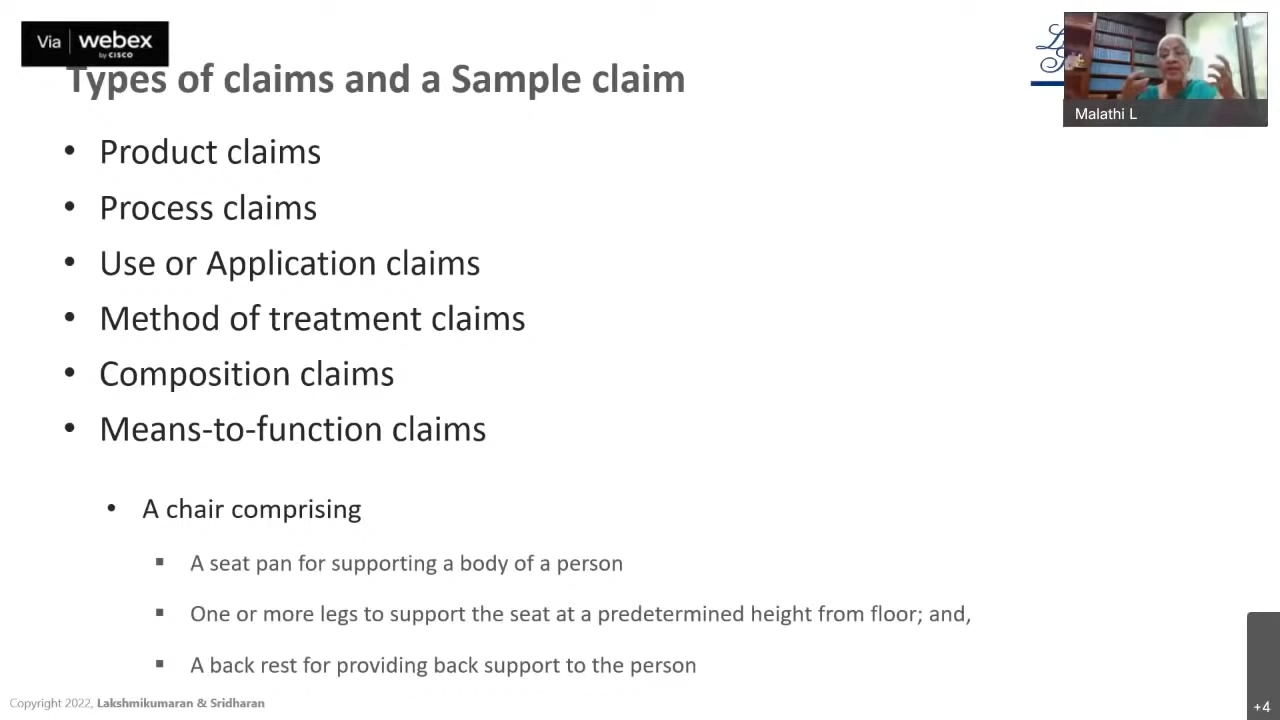 Via webex
by CISCO
Types of claims and a Sample claim
L
Malathi L
• Product claims
• Process claims
• Use or Application claims
• Method of treatment claims
• Composition claims
• Means-to-function claims
• A chair comprising
▪ A seat pan for supporting a body of a person
▪ One or more legs to support the seat at a predetermined height from floor; and,
▪ A back rest for providing back support to the person
Copyright 2022, Lakshmikumaran & Sridharan
+4